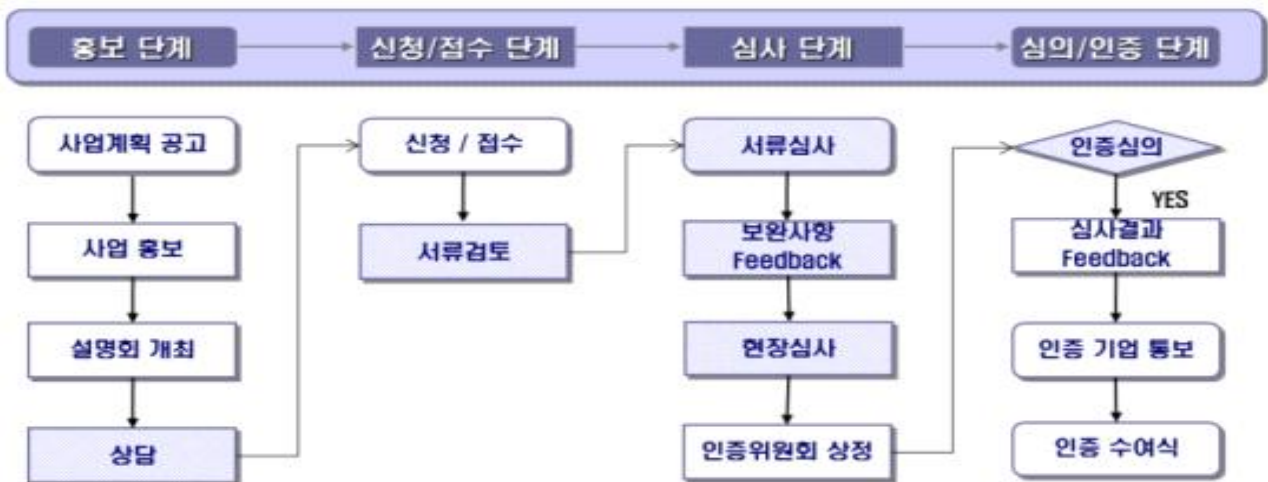 홍보 단계
신청/접수 단계
심사 단계
심의/인증 단계
사업계획 공고
사업 홍보
설명회 개최
상담
신청 / 접수
서류검토
서류심사
보완사항
Feedback
현장심사
인증위원회 상정
인증심의
YES
심사결과
Feedback
인증 기업 통보
인증 수여식